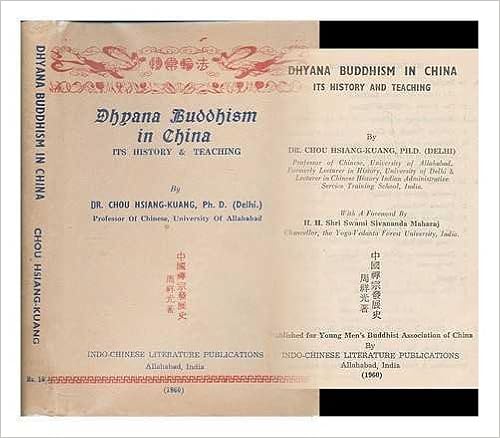 DHYANA BUDDHISM IN CHINA
CHOU HSIANG-KUANG
Dhyana Buddhism
in China
ITS HISTORY & TEACHING
By
DR. CHOU HSIANG-KUANG, Ph. D. (Delhi.)
Professor Of Chinese, University Of Allahabad
中國禪宗發展史
周祥光著
INDO-CHINESE LITERATURE PUBLICATIONS
Allahabad, India
(1960)
DHYANA BUDDHISM IN CHINA
ITS HISTORY AND TEACHING
By
DR. CHOU HSIANG-KUANG, PH.D. (DELHI)
Professor of Chinese, University of Allahabad,
Formerly Lecturer in History, University of Delhi &
Lecturer in Chinese History Indian Administrative
Service Training School, India.
With A Foreword By
H. H. Shri Swami Sivananda Maharaj
Chancellor, the Yoga-Vedanta Forest University, India.
中國禪宗發展史
周祥光著
ublished for Young Men's Buddhist Association of China
By
INDO-CHINESE LITERATURE PUBLICATIONS
Allahabad, India
(1960)